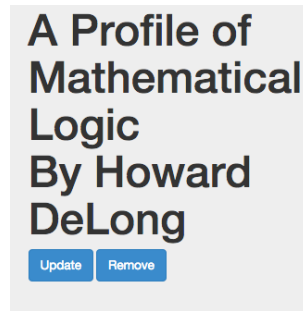 A Profile of
Mathematical
Logic
By Howard
DeLong
Update Remove